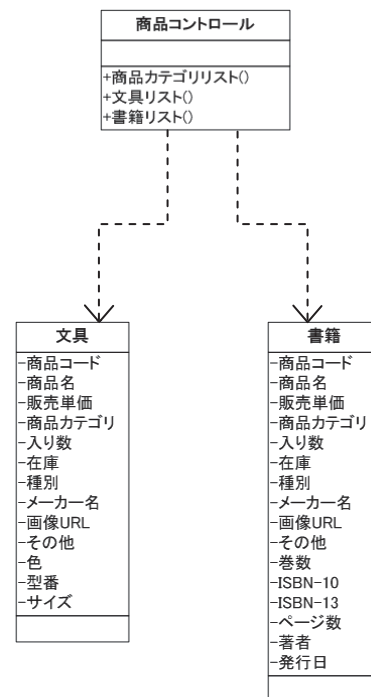 商品コントロール
+商品カテゴリリスト()
+文具リスト()
+書籍リスト()
文具
-商品コード
-商品名
-販売単価
-商品カテゴリ
-入り数
-在庫
-種別
-メーカー名
-画像URL
-その他
-色
-型番
-サイズ
書籍
-商品コード
-商品名
-販売単価
-商品カテゴリ
-入り数
-在庫
-種別
-メーカー名
-画像URL
-その他
-巻数
-ISBN-10
-ISBN-13
-ページ数
-著者
-発行日